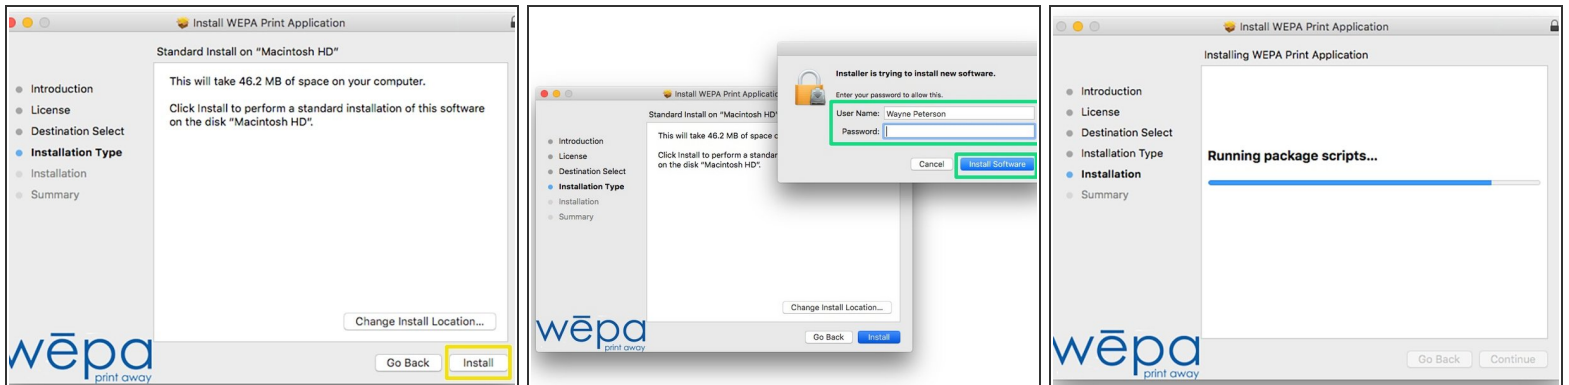 Install WEPA Print Application
Standard Install on “Macintosh HD”
Introduction
License
Destination Select
Installation Type
Installation
Summary
This will take 46.2 MB of space on your computer.
Click Install to perform a standard installation of this software
on the disk “Macintosh HD”.
Change Install Location...
Go Back
Install
wēpa
print away
Install WEPA Print Applicatic
Standard Install on “Macintosh HD”
Introduction
License
Destination Select
Installation Type
Installation
Summary
This will take 46.2 MB of space c
Click Install to perform a standar
on the disk “Macintosh HD”.
Installer is trying to install new software.
Enter your password to allow this.
User Name: Wayne Peterson
Password:
Cancel
Install Software
Change Install Location...
Go Back
Install
wēpa
print away
Install WEPA Print Application
Installing WEPA Print Application
Introduction
License
Destination Select
Installation Type
Installation
Summary
Running package scripts...
Go Back
Continue
wēpa
print away